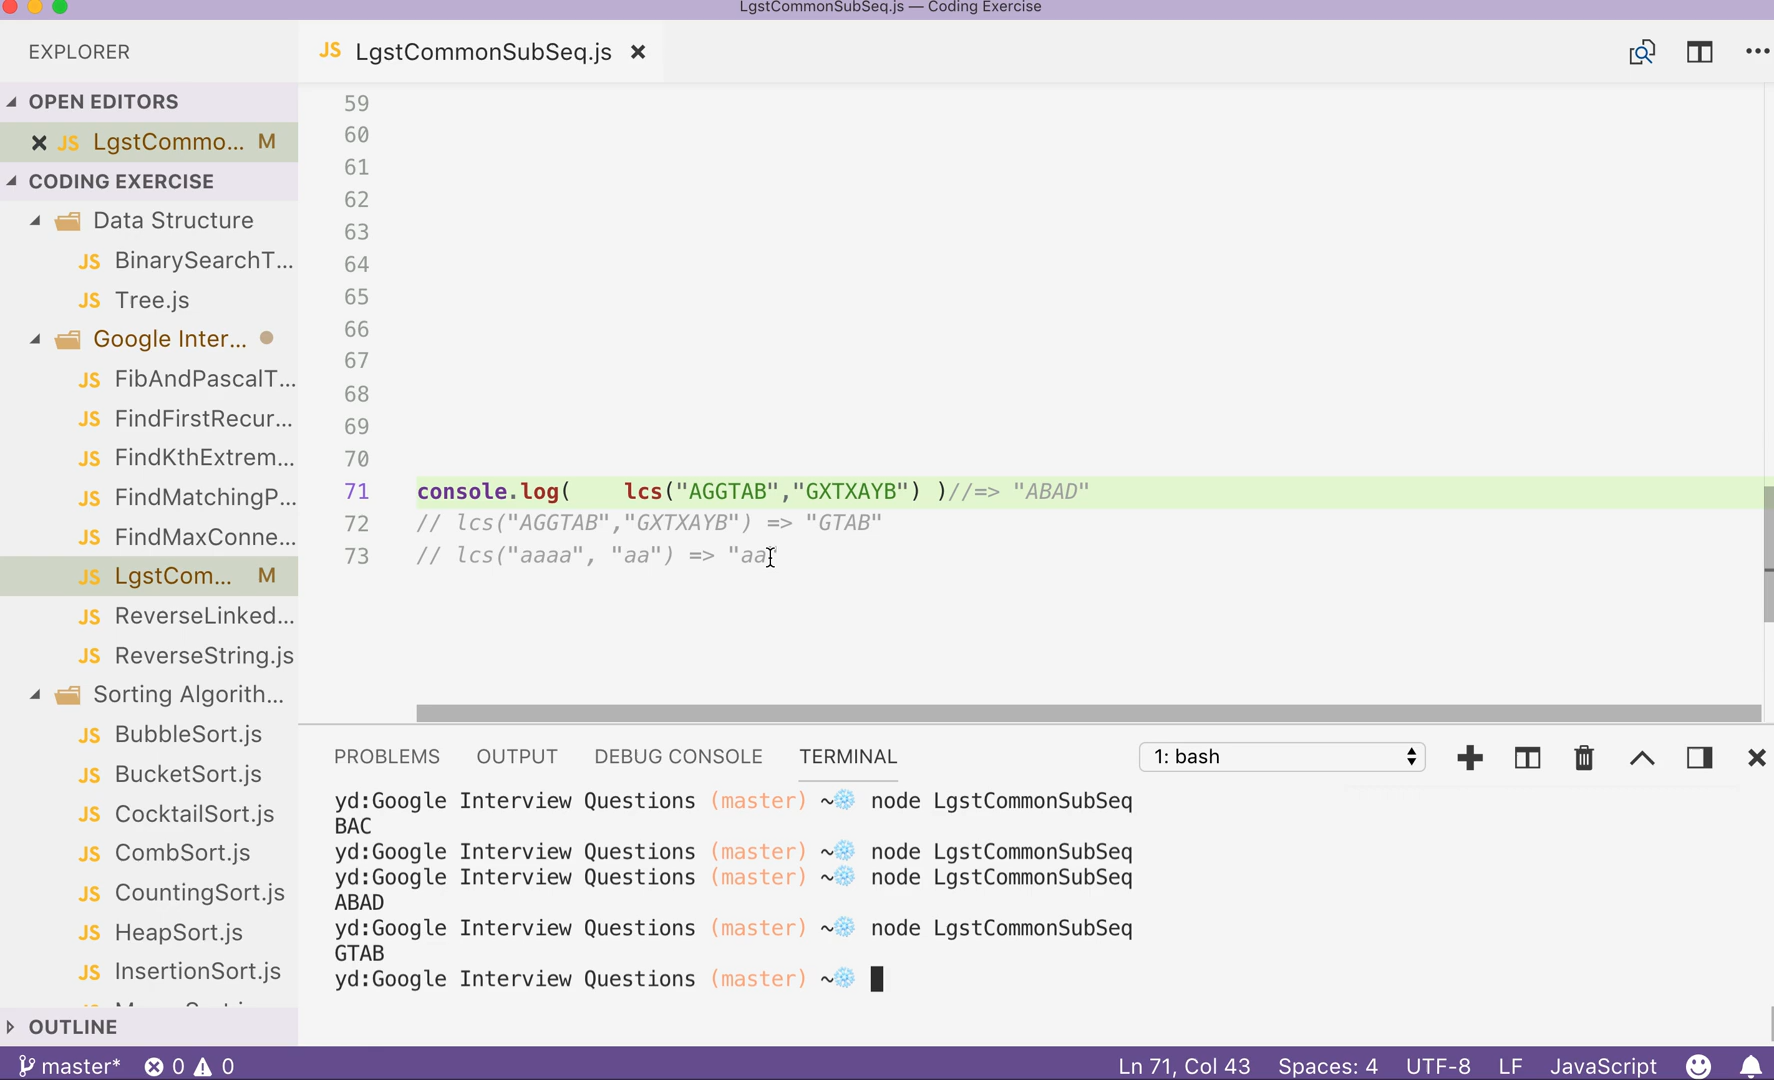 LgstCommonSubSeq.js — Coding Exercise
EXPLORER
OPEN EDITORS
JS LgstCommo... M
CODING EXERCISE
Data Structure
JS BinarySearchT...
JS Tree.js
Google Inter...
JS FibAndPascalT...
JS FindFirstRecur...
JS FindKthExtrem...
JS FindMatchingP...
JS FindMaxConne...
JS LgstCom... M
JS ReverseLinked...
JS ReverseString.js
Sorting Algorith...
JS BubbleSort.js
JS BucketSort.js
JS CocktailSort.js
JS CombSort.js
JS CountingSort.js
JS HeapSort.js
JS InsertionSort.js
OUTLINE
JS LgstCommonSubSeq.js
59
60
61
62
63
64
65
66
67
68
69
70
71 console.log(    lcs("AGGTAB","GXTXAYB") )//=> "ABAD"
72 // lcs("AGGTAB","GXTXAYB") => "GTAB"
73 // lcs("aaaa", "aa") => "aa"
PROBLEMS OUTPUT DEBUG CONSOLE TERMINAL 1: bash
yd:Google Interview Questions (master) ~❄ node LgstCommonSubSeq
BAC
yd:Google Interview Questions (master) ~❄ node LgstCommonSubSeq
yd:Google Interview Questions (master) ~❄ node LgstCommonSubSeq
ABAD
yd:Google Interview Questions (master) ~❄ node LgstCommonSubSeq
GTAB
yd:Google Interview Questions (master) ~❄
master* 0 0 Ln 71, Col 43 Spaces: 4 UTF-8 LF JavaScript